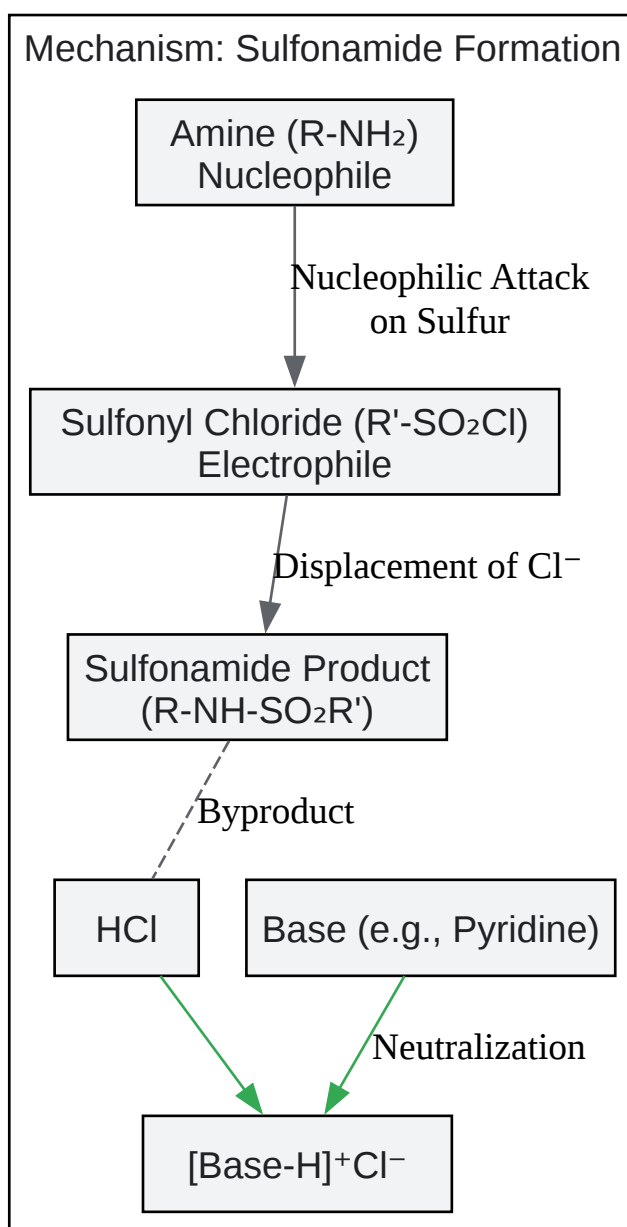 Mechanism: Sulfonamide Formation
Amine (R-NH₂)
Nucleophile
Nucleophilic Attack
on Sulfur
Sulfonyl Chloride (R'-SO₂Cl)
Electrophile
Displacement of Cl⁻
Sulfonamide Product
(R-NH-SO₂R')
Byproduct
HCl
Base (e.g., Pyridine)
Neutralization
[Base-H]⁺Cl⁻